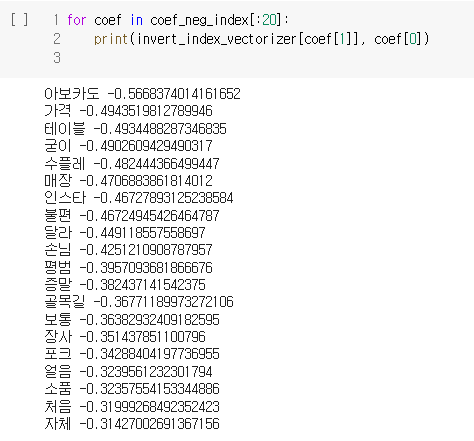 [ ] 1 for coef in coef_neg_index[:20]:
2     print(invert_index_vectorizer[coef[1]], coef[0])
3
아보카도 -0.5668374014161652
가격 -0.4943519812789946
테이블 -0.4934488287346835
굳이 -0.4902609429490317
수플레 -0.482444366499447
매장 -0.4706883861814012
인스타 -0.46727893125238584
불편 -0.46724945426464787
달라 -0.449118557558697
손님 -0.4251210908787957
평범 -0.3957093681866676
증말 -0.382437141542375
골목길 -0.36771189973272106
보통 -0.36382932409182595
장사 -0.351437851100796
포크 -0.34288404197736955
얼음 -0.3239561232301794
소품 -0.32357554153344886
처음 -0.31999268492352423
자체 -0.31427002691367156